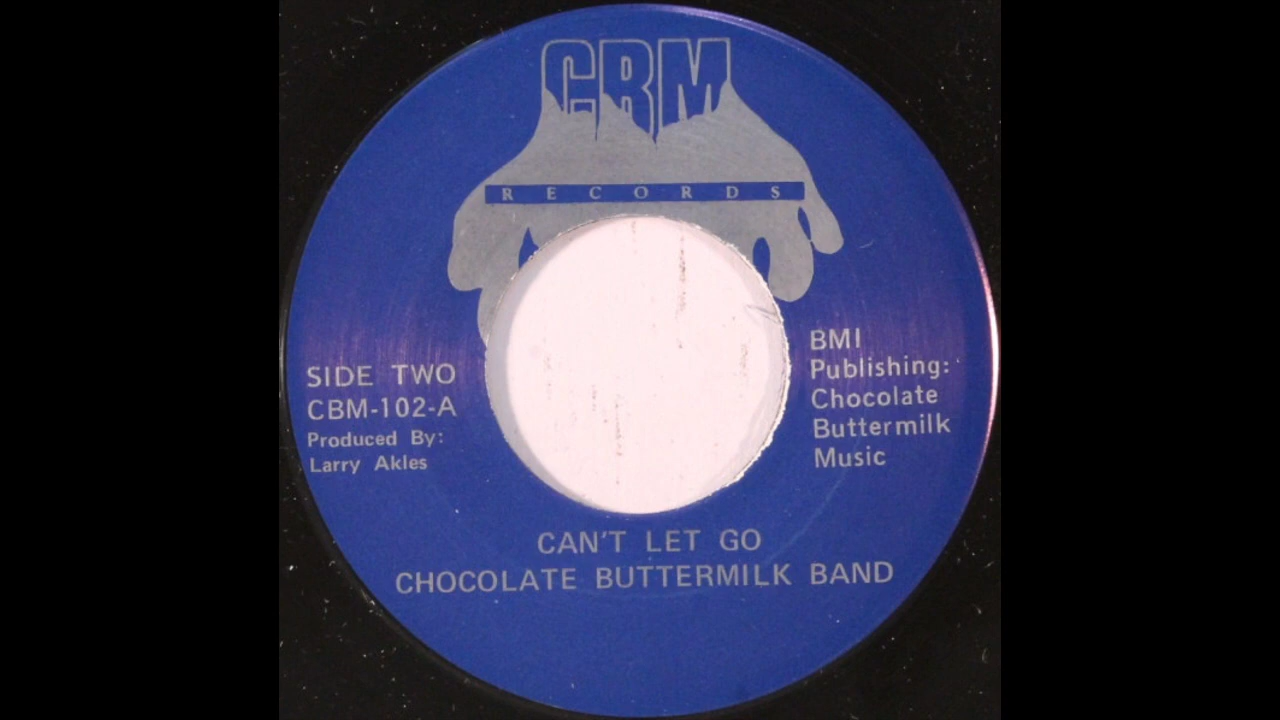 CBM
RECORDS
SIDE TWO
CBM-102-A
Produced By:
Larry Akles
BMI
Publishing:
Chocolate
Buttermilk
Music
CAN'T LET GO
CHOCOLATE BUTTERMILK BAND